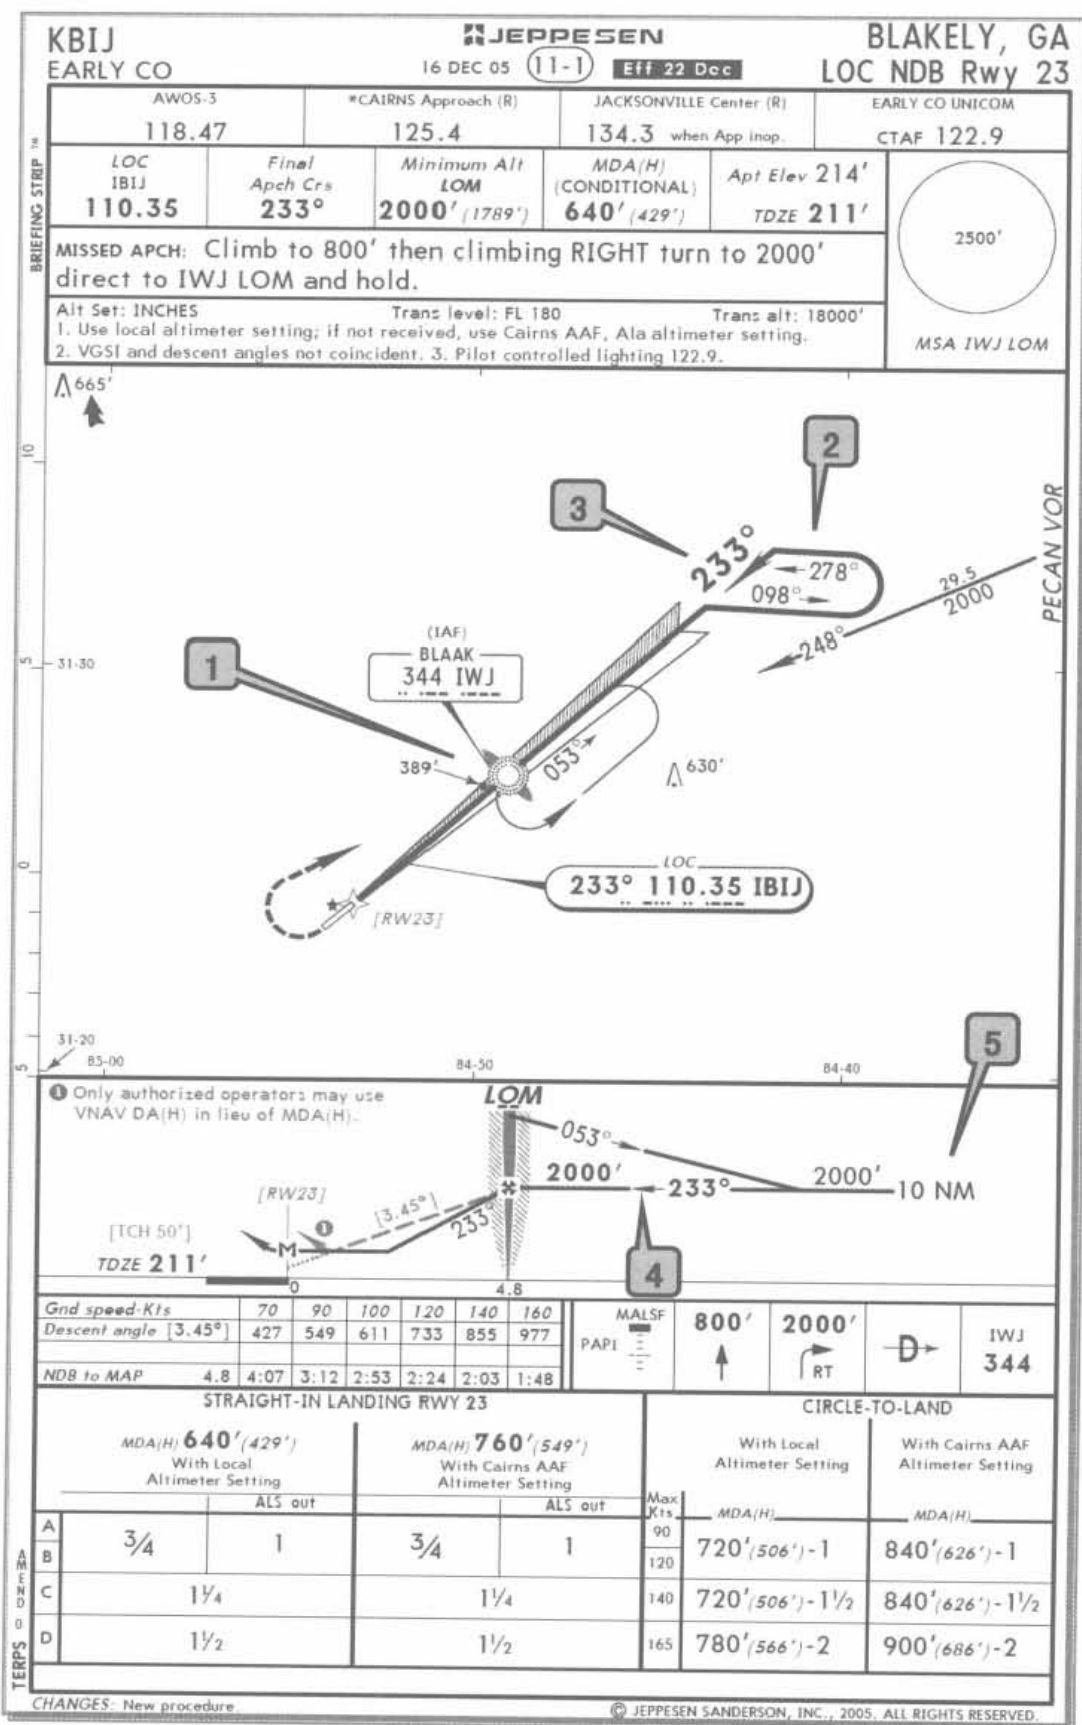 KBIJ
EARLY CO
JEPPESEN
16 DEC 05 11-1 Eff 22 Dec
BLAKELY, GA
LOC NDB Rwy 23
BRIEFING STRIP ™
AWOS-3
118.47
*CAIRNS Approach (R)
125.4
JACKSONVILLE Center (R)
134.3 when App inop.
EARLY CO UNICOM
CTAF 122.9
LOC
IBIJ
110.35
Final
Apch Crs
233°
Minimum Alt
LOM
2000' (1789')
MDA(H)
(CONDITIONAL)
640' (429')
Apt Elev 214'
TDZE 211'
2500'
MSA IWJ LOM
MISSED APCH: Climb to 800' then climbing RIGHT turn to 2000'
direct to IWJ LOM and hold.
Alt Set: INCHES Trans level: FL 180 Trans alt: 18000'
1. Use local altimeter setting; if not received, use Cairns AAF, Ala altimeter setting.
2. VGSI and descent angles not coincident. 3. Pilot controlled lighting 122.9.
665'
10
2
3
233°
278°
098°
29.5
2000
248°
PECAN VOR
5
31-30
1
(IAF)
BLAAK
344 IWJ
389'
053°
630'
0
LOC
233° 110.35 IBIJ
[RW23]
5
31-20
85-00
84-50
84-40
5
1 Only authorized operators may use
VNAV DA(H) in lieu of MDA(H).
LOM
053°
2000'
233°
2000'
10 NM
[RW23]
[3.45°]
233°
[TCH 50']
1
M
TDZE 211'
0
4.8
4
Gnd speed-Kts 70 90 100 120 140 160
Descent angle [3.45°] 427 549 611 733 855 977
NDB to MAP 4.8 4:07 3:12 2:53 2:24 2:03 1:48
MALSF
PAPI
800'
2000'
RT
D
IWJ
344
STRAIGHT-IN LANDING RWY 23
CIRCLE-TO-LAND
MDA(H) 640' (429')
With Local
Altimeter Setting
ALS out
MDA(H) 760' (549')
With Cairns AAF
Altimeter Setting
ALS out
With Local
Altimeter Setting
With Cairns AAF
Altimeter Setting
Max
Kts
MDA(H)
MDA(H)
A
B
3/4 1 3/4 1
90
120
720' (506') - 1 840' (626') - 1
C 1 1/4 1 1/4 140 720' (506') - 1 1/2 840' (626') - 1 1/2
D 1 1/2 1 1/2 165 780' (566') - 2 900' (686') - 2
TERPS AMEND 0
CHANGES: New procedure.
© JEPPESEN SANDERSON, INC., 2005. ALL RIGHTS RESERVED.